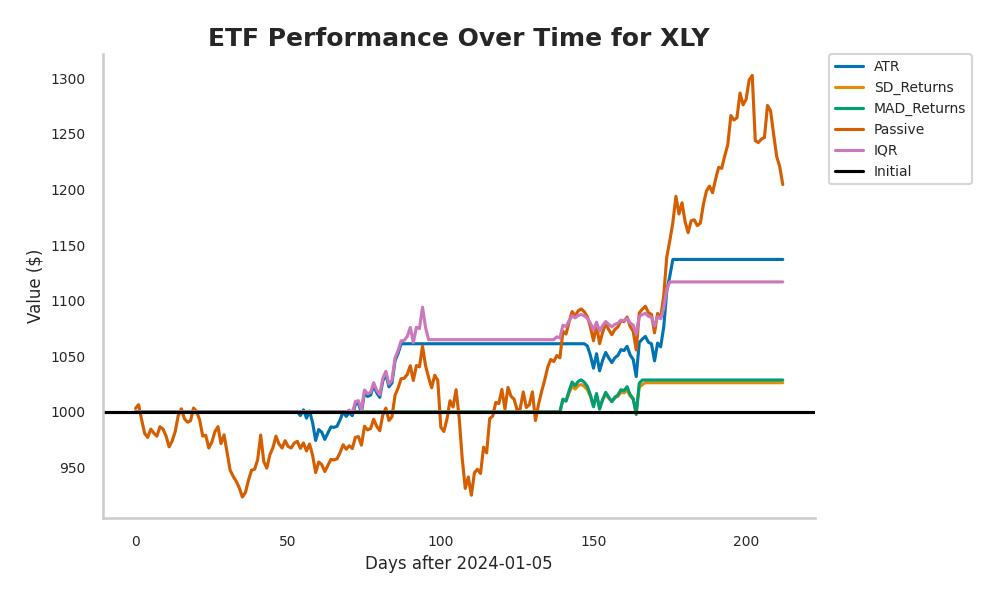 ETF Performance Over Time for XLY
ATR
SD_Returns
MAD_Returns
Passive
IQR
Initial
1300
1250
1200
1150
1100
1050
1000
950
Value ($)
0 50 100 150 200
Days after 2024-01-05